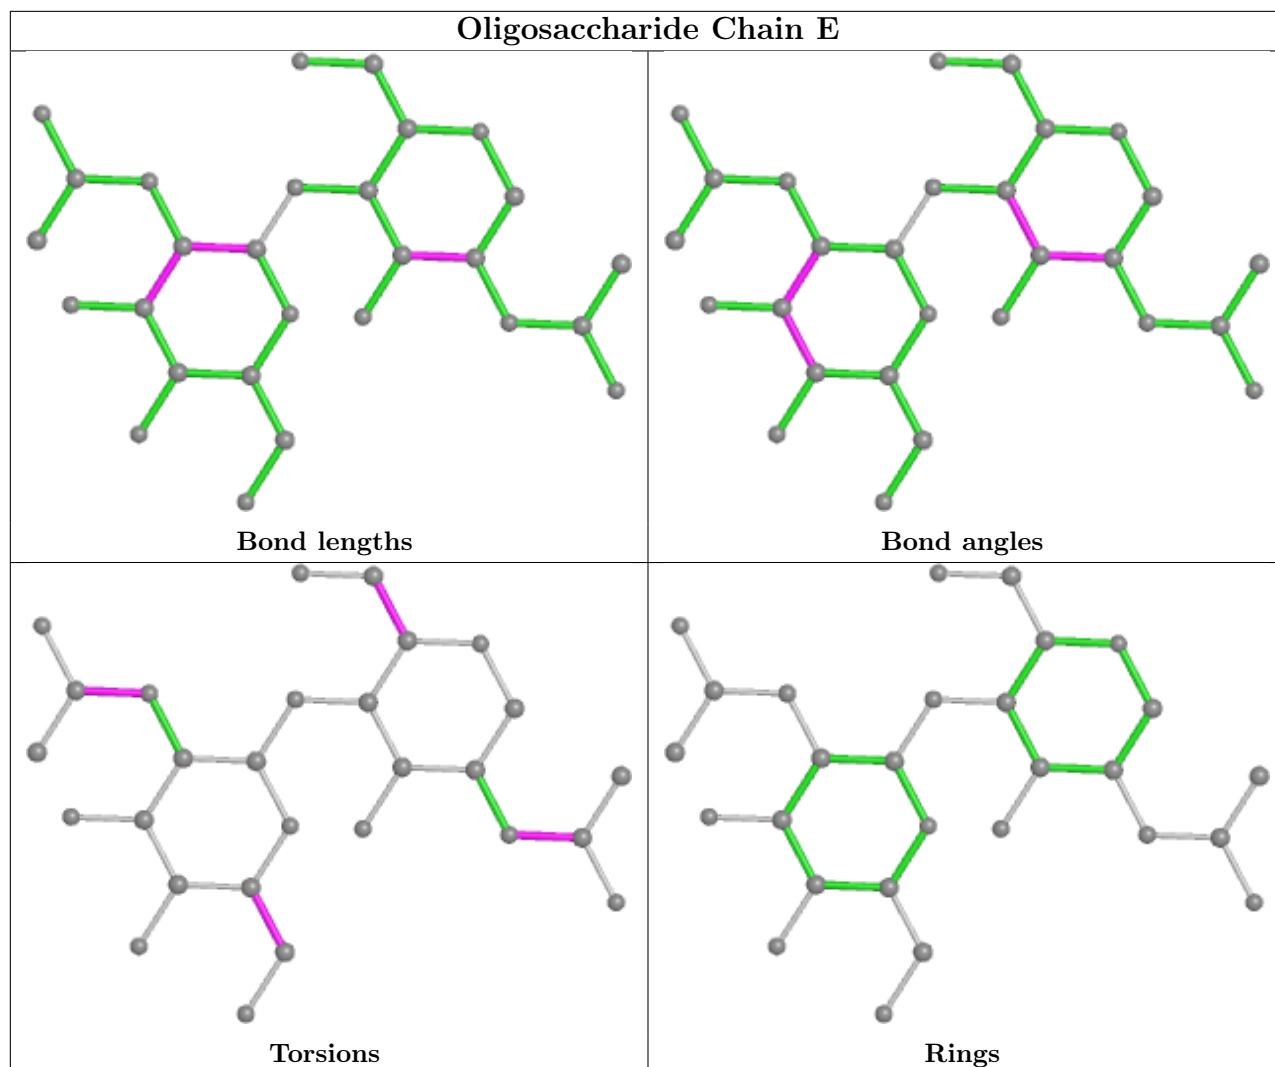 Oligosaccharide Chain E
Bond lengths
Bond angles
Torsions
Rings